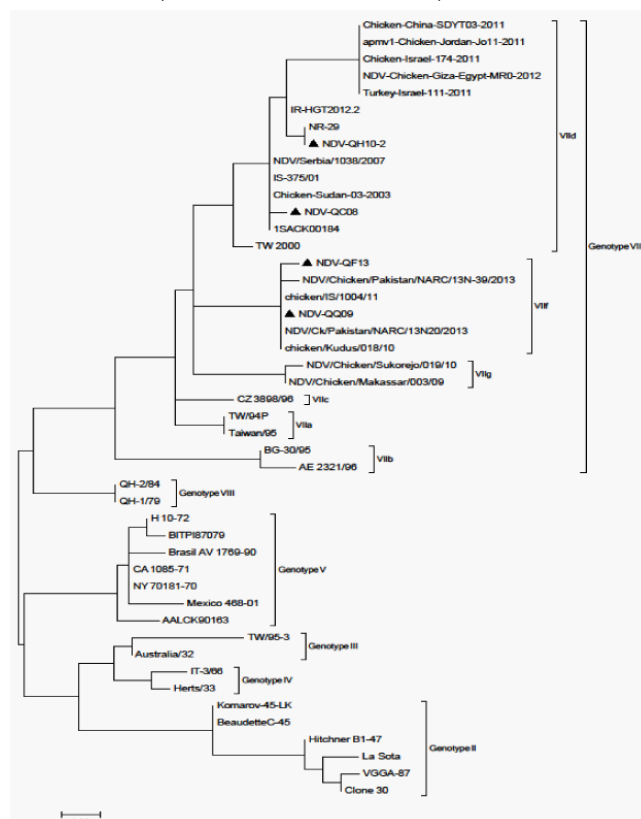 Chicken-China-SDYT03-2011
apmv1-Chicken-Jordan-Jo11-2011
Chicken-Israel-174-2011
NDV-Chicken-Giza-Egypt-MR0-2012
Turkey-Israel-111-2011
IR-HGT2012.2
NR-29
NDV-QH10-2
VIId
NDV/Serbia/1038/2007
IS-375/01
Chicken-Sudan-03-2003
NDV-QC08
1SACK00184
TW 2000
Genotype VII
NDV-QF13
NDV/Chicken/Pakistan/NARC/13N-39/2013
chicken/IS/1004/11
VIIf
NDV-QQ09
NDV/Ck/Pakistan/NARC/13N20/2013
chicken/Kudus/018/10
NDV/Chicken/Sukorejo/019/10
VIIg
NDV/Chicken/Makassar/003/09
CZ 3898/96
VIIc
TW/94P
VIIa
Taiwan/95
BG-30/95
VIIb
AE 2321/96
QH-2/84
Genotype VIII
QH-1/79
H 10-72
BITPI87079
Brasil AV 1769-90
CA 1085-71
Genotype V
NY 70181-70
Mexico 468-01
AALCK90163
TW/95-3
Genotype III
Australia/32
IT-3/66
Genotype IV
Herts/33
Komarov-45-LK
BeaudetteC-45
Hitchner B1-47
Genotype II
La Sota
VGGA-87
Clone 30